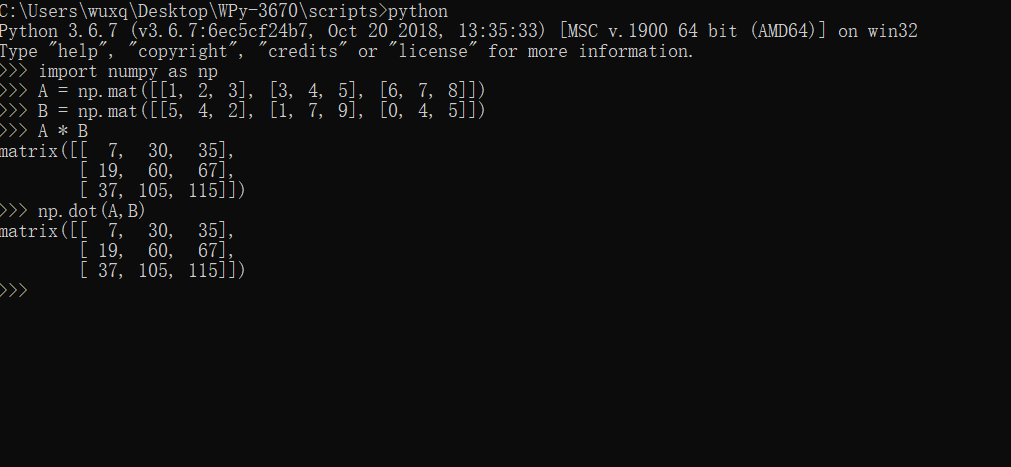 C:\Users\wuxq\Desktop\WPy-3670\scripts>python
Python 3.6.7 (v3.6.7:6ec5cf24b7, Oct 20 2018, 13:35:33) [MSC v.1900 64 bit (AMD64)] on win32
Type "help", "copyright", "credits" or "license" for more information.
>>> import numpy as np
>>> A = np.mat([[1, 2, 3], [3, 4, 5], [6, 7, 8]])
>>> B = np.mat([[5, 4, 2], [1, 7, 9], [0, 4, 5]])
>>> A * B
matrix([[  7,  30,  35],
        [ 19,  60,  67],
        [ 37, 105, 115]])
>>> np.dot(A,B)
matrix([[  7,  30,  35],
        [ 19,  60,  67],
        [ 37, 105, 115]])
>>>